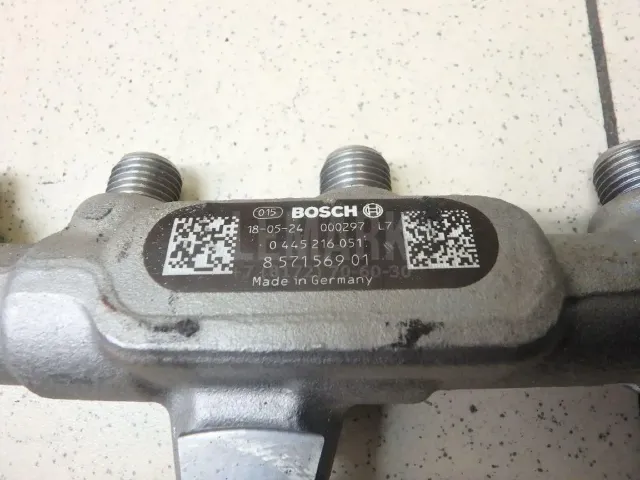 015 BOSCH
18-05-24 000297 L7
0 445 216 051
8 571569 01
Made in Germany